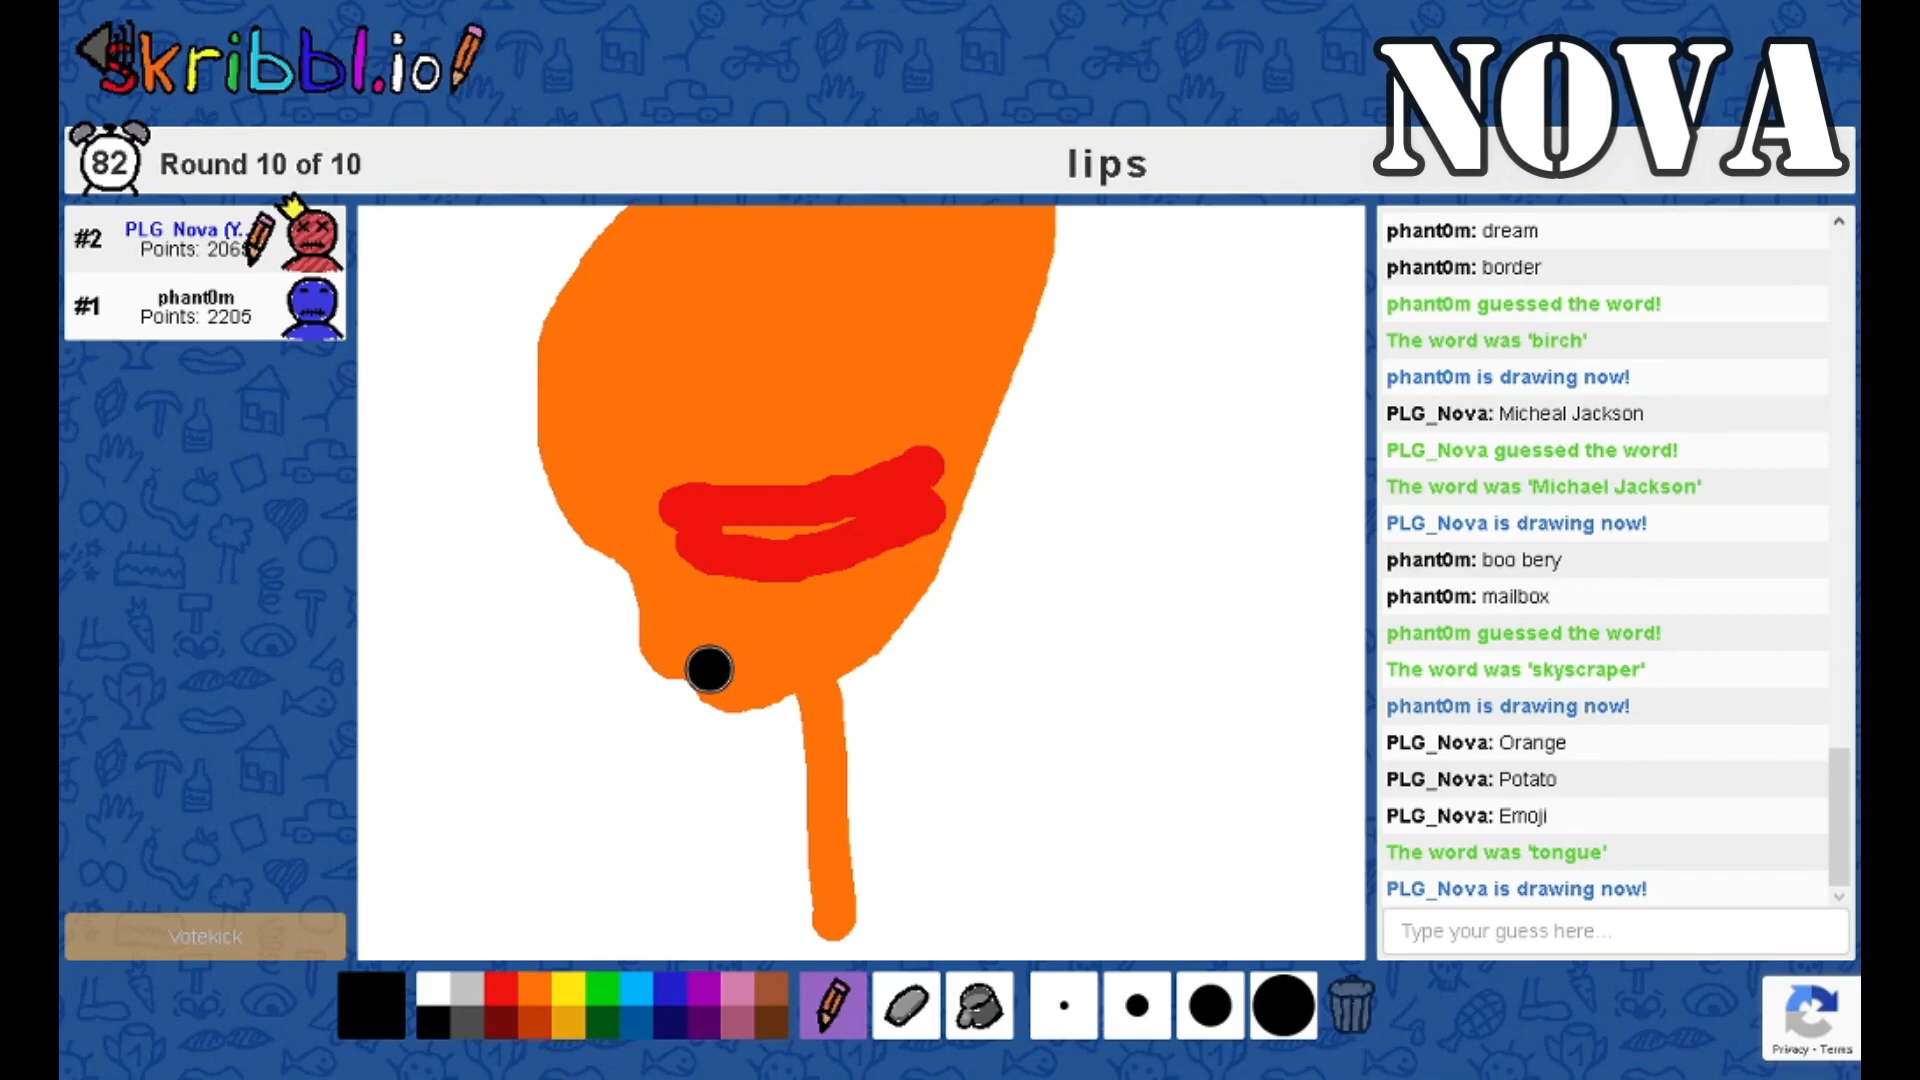 skribbl.io
NOVA
82
Round 10 of 10
lips
#2
PLG_Nova (Y...
Points: 206
#1
phant0m
Points: 2205
phant0m: dream
phant0m: border
phant0m guessed the word!
The word was 'birch'
phant0m is drawing now!
PLG_Nova: Micheal Jackson
PLG_Nova guessed the word!
The word was 'Michael Jackson'
PLG_Nova is drawing now!
phant0m: boo bery
phant0m: mailbox
phant0m guessed the word!
The word was 'skyscraper'
phant0m is drawing now!
PLG_Nova: Orange
PLG_Nova: Potato
PLG_Nova: Emoji
The word was 'tongue'
PLG_Nova is drawing now!
Type your guess here...
Votekick
Privacy - Terms